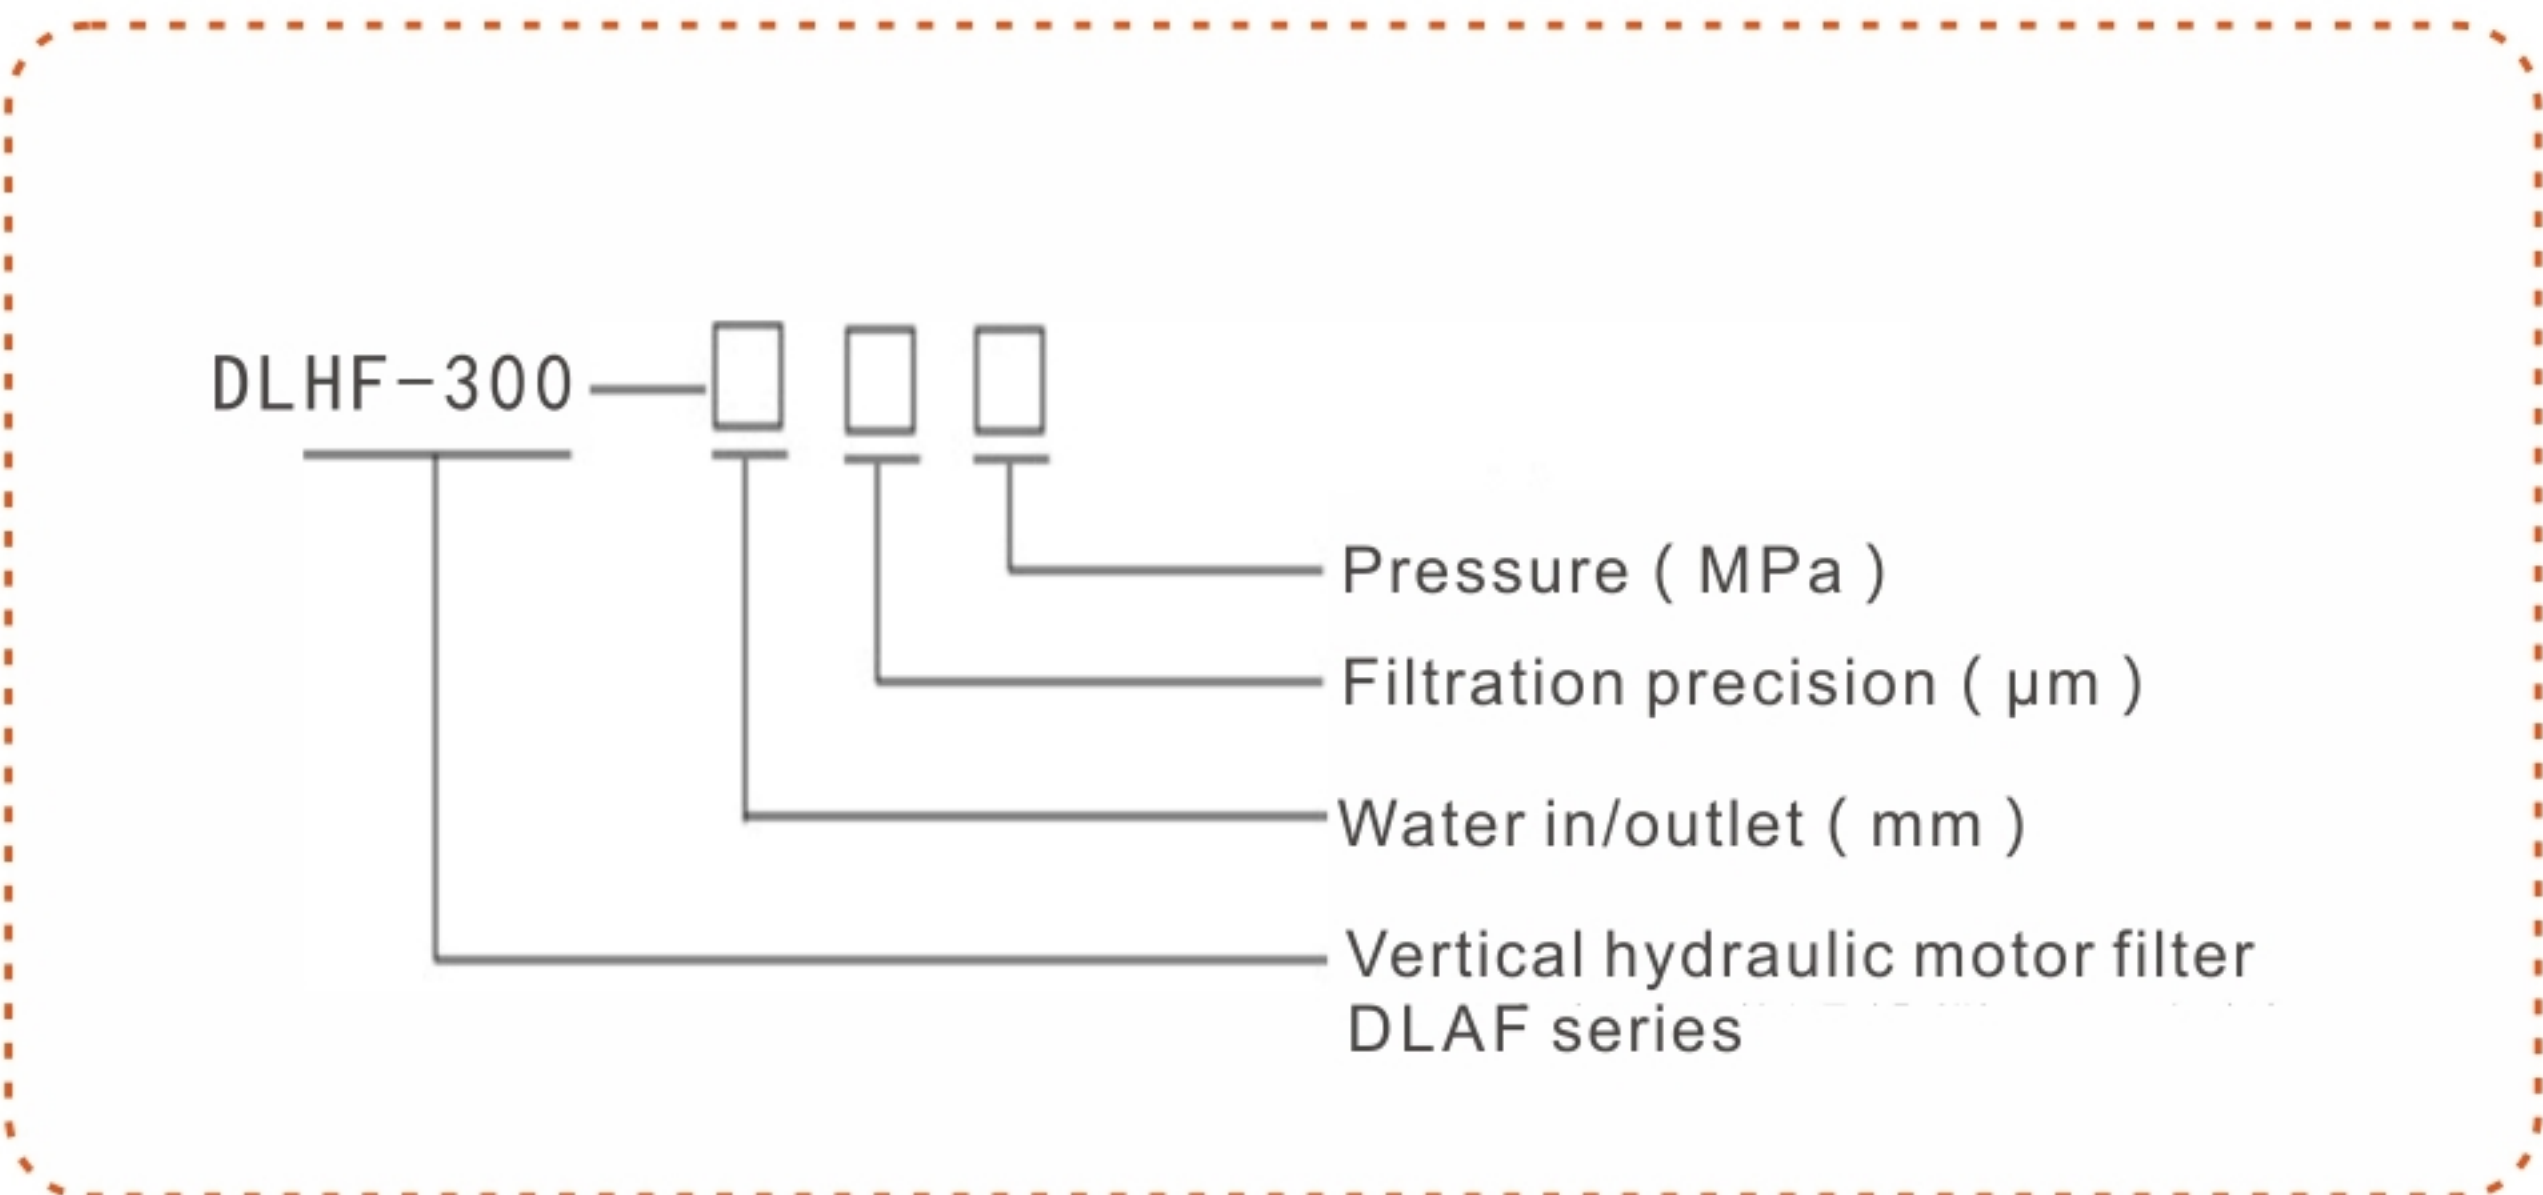 DLHF-300
Pressure ( MPa )
Filtration precision ( μm )
Water in/outlet ( mm )
Vertical hydraulic motor filter
DLAF series